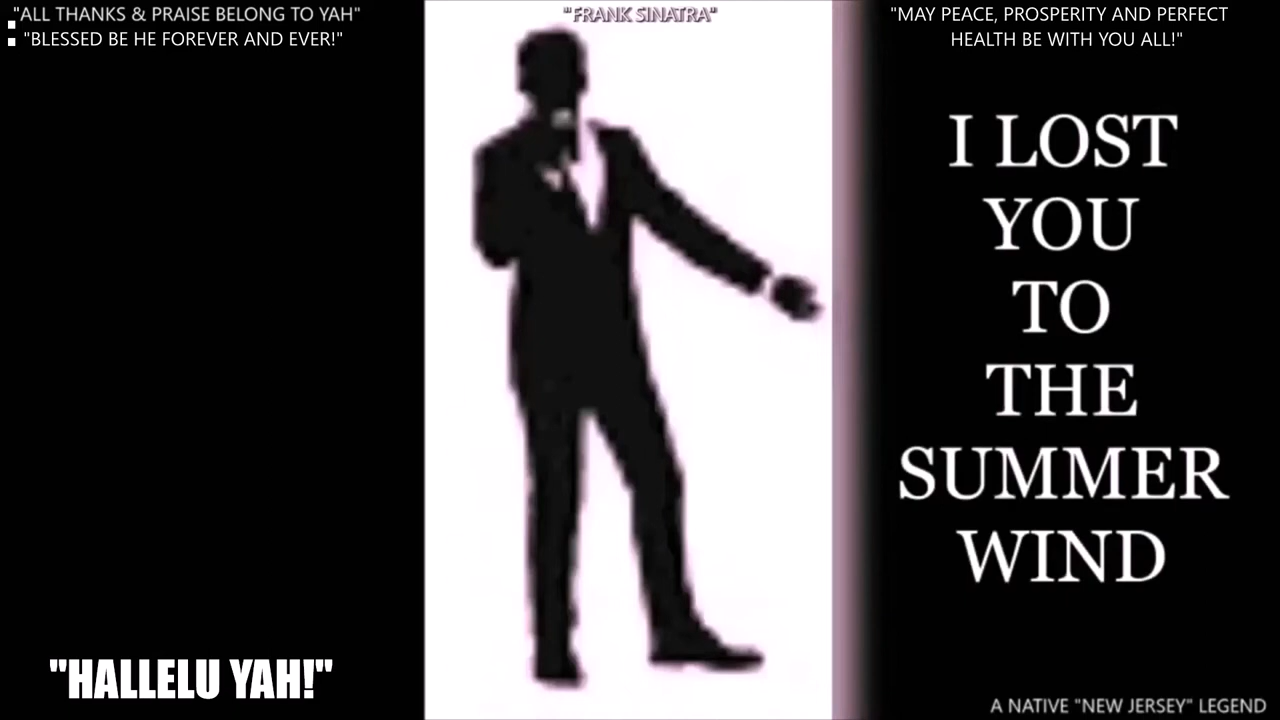 "ALL THANKS & PRAISE BELONG TO YAH"
"BLESSED BE HE FOREVER AND EVER!"
"FRANK SINATRA"
"MAY PEACE, PROSPERITY AND PERFECT
HEALTH BE WITH YOU ALL!"
I LOST
YOU
TO
THE
SUMMER
WIND
"HALLELU YAH!"
A NATIVE "NEW JERSEY" LEGEND